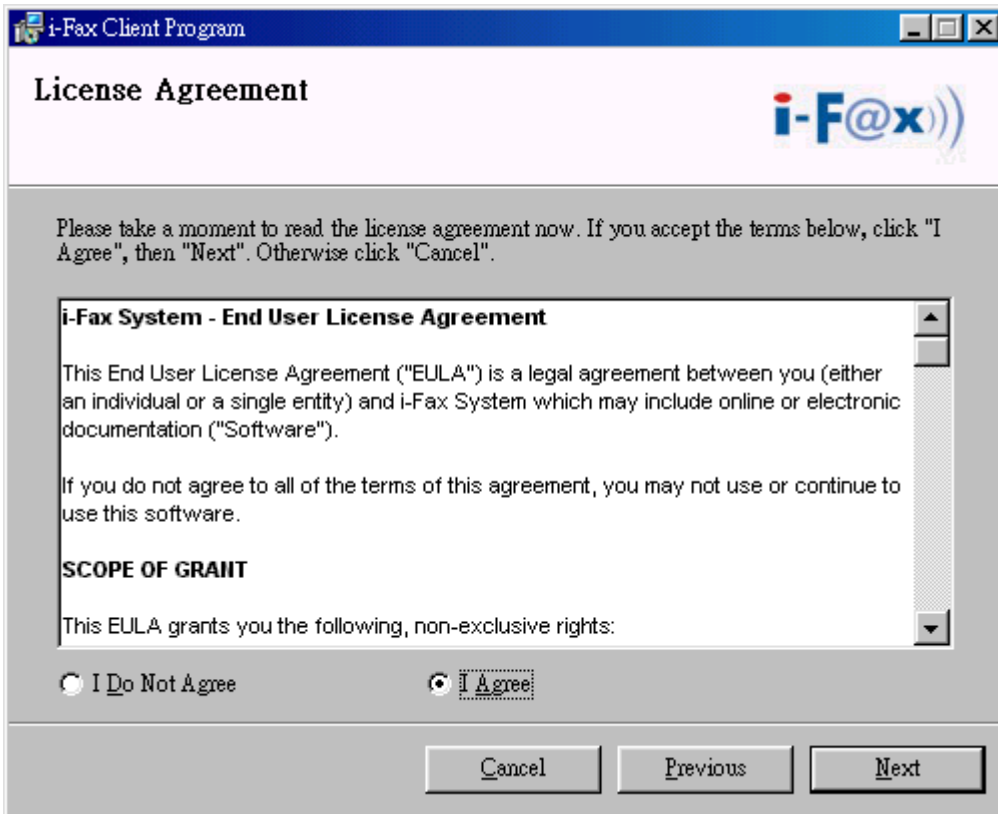 i-Fax Client Program
License Agreement
i-F@x
Please take a moment to read the license agreement now. If you accept the terms below, click "I
Agree", then "Next". Otherwise click "Cancel".
i-Fax System - End User License Agreement
This End User License Agreement ("EULA") is a legal agreement between you (either
an individual or a single entity) and i-Fax System which may include online or electronic
documentation ("Software").
If you do not agree to all of the terms of this agreement, you may not use or continue to
use this software.
SCOPE OF GRANT
This EULA grants you the following, non-exclusive rights:
I Do Not Agree
I Agree
Cancel
Previous
Next